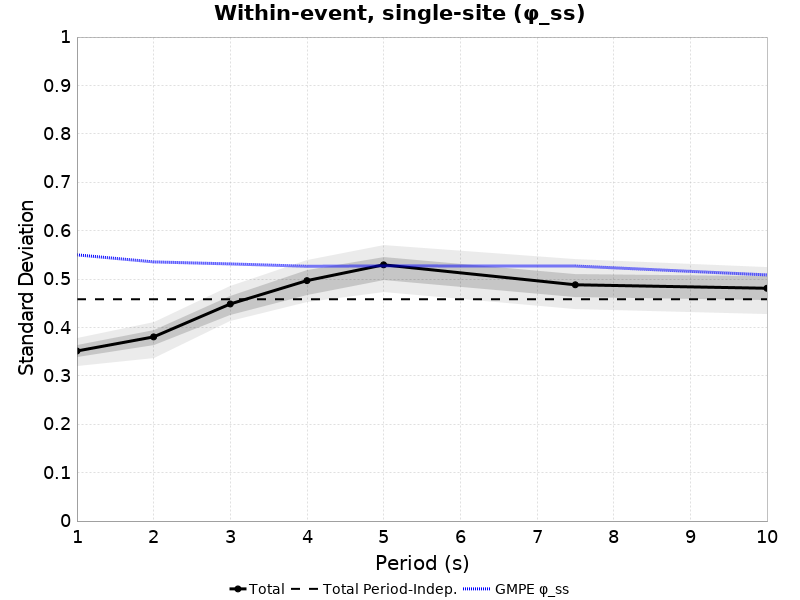 Within-event, single-site (φ_ss)
1
0.9
0.8
0.7
0.6
0.5
0.4
0.3
0.2
0.1
0
Standard Deviation
1 2 3 4 5 6 7 8 9 10
Period (s)
Total Total Period-Indep. GMPE φ_ss